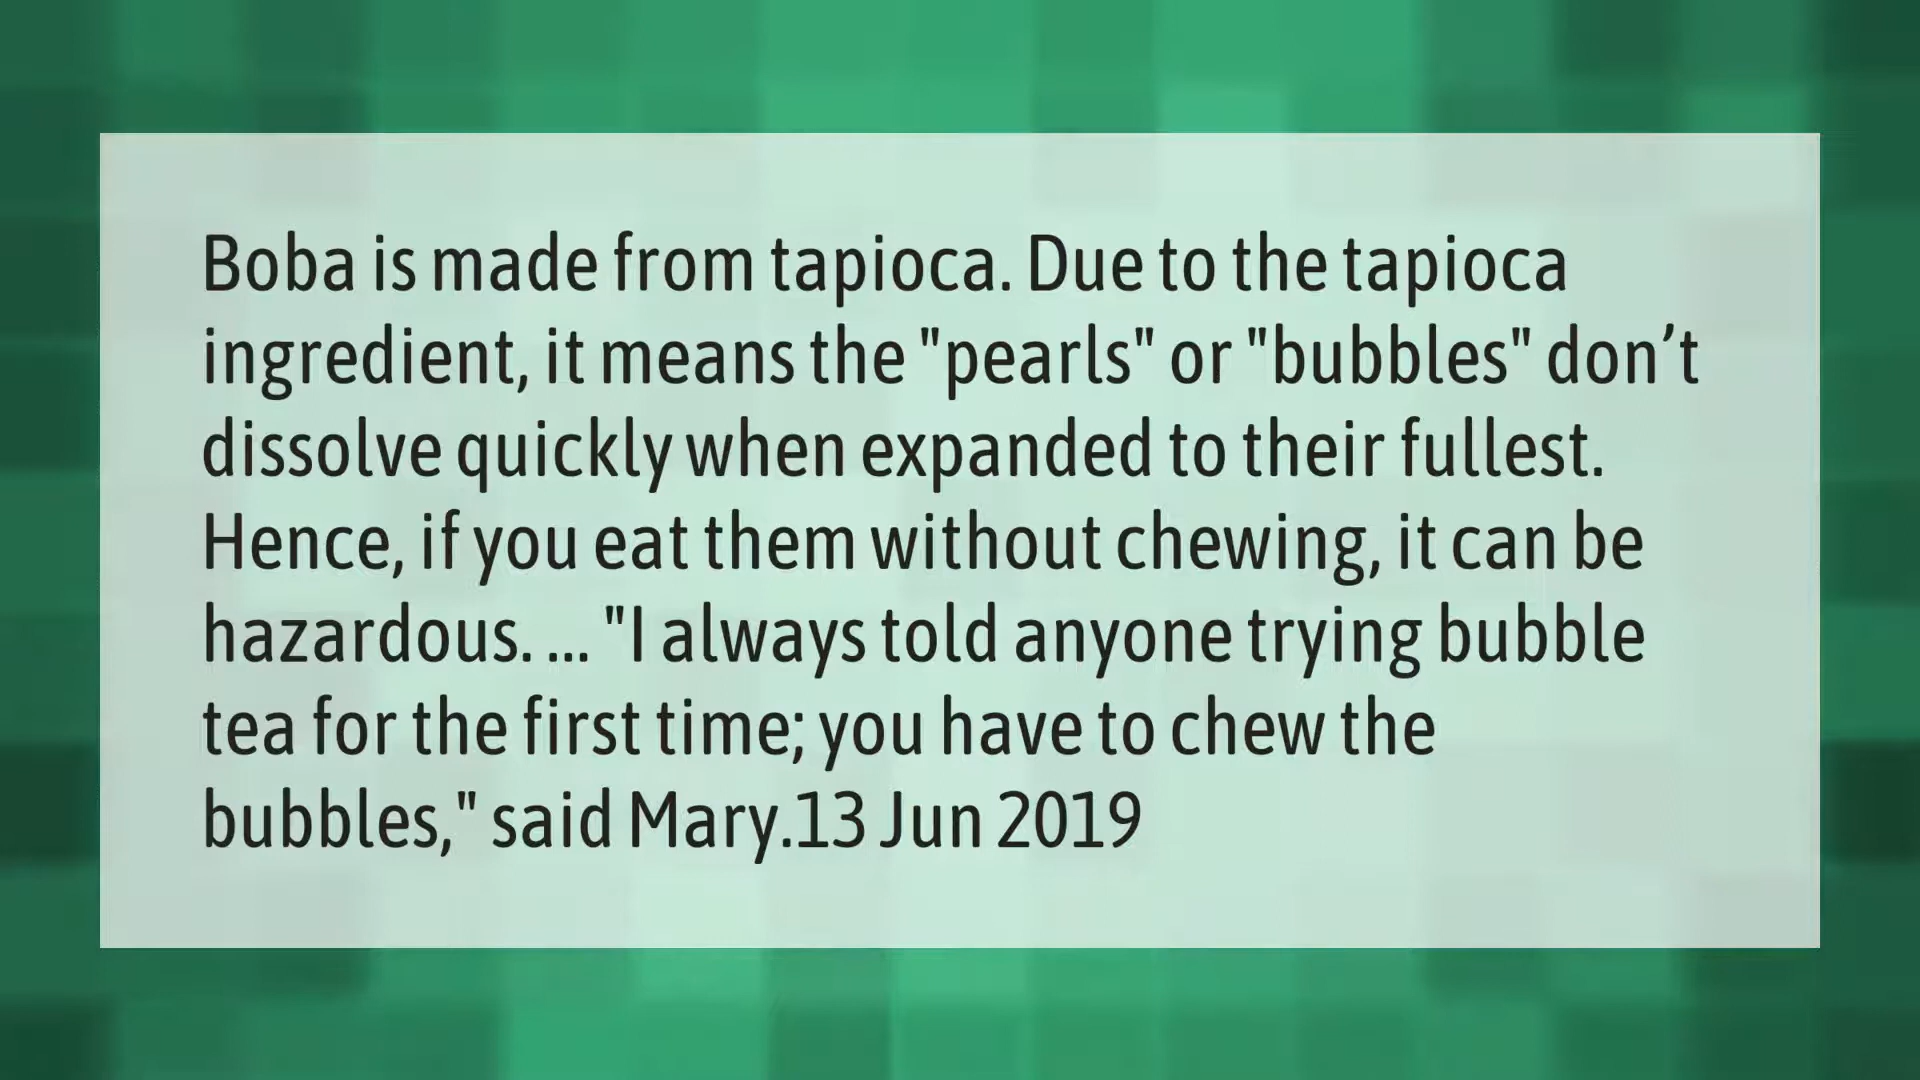 Boba is made from tapioca. Due to the tapioca
ingredient, it means the "pearls" or "bubbles" don’t
dissolve quickly when expanded to their fullest.
Hence, if you eat them without chewing, it can be
hazardous. ... "I always told anyone trying bubble
tea for the first time; you have to chew the
bubbles," said Mary.13 Jun 2019